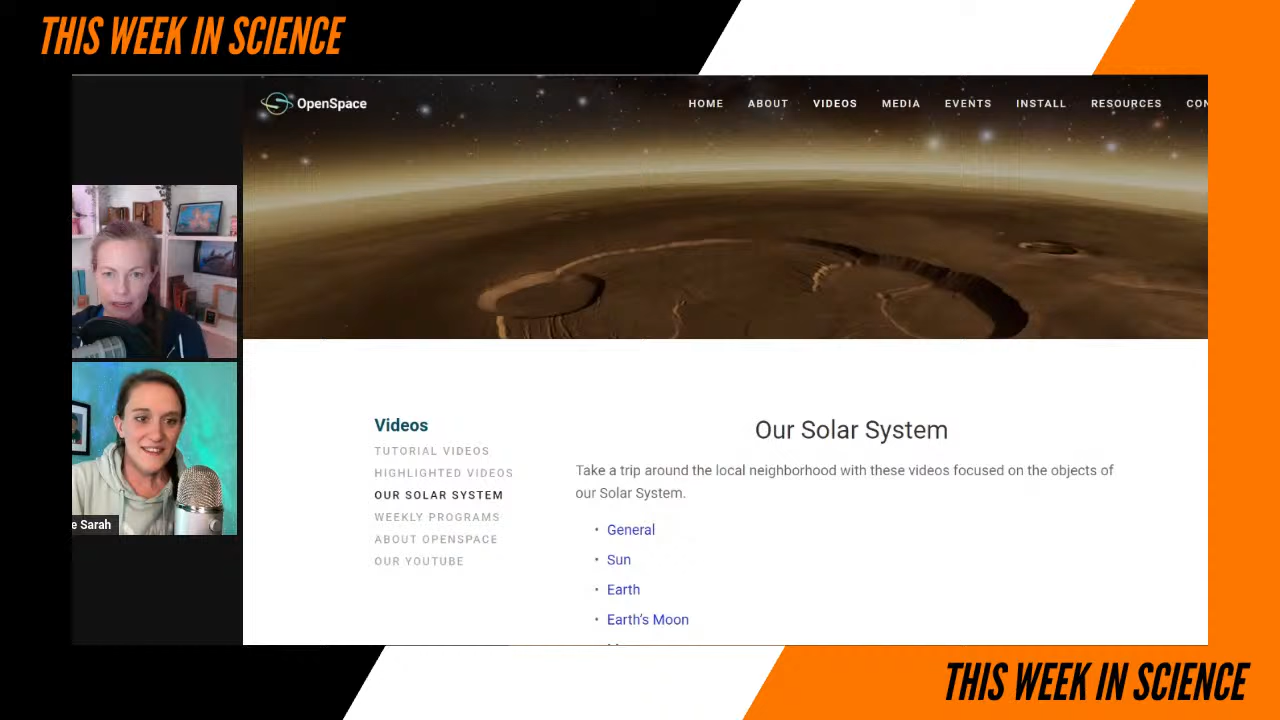 THIS WEEK IN SCIENCE
OpenSpace
HOME ABOUT VIDEOS MEDIA EVENTS INSTALL RESOURCES CON
Videos
TUTORIAL VIDEOS
HIGHLIGHTED VIDEOS
OUR SOLAR SYSTEM
WEEKLY PROGRAMS
ABOUT OPENSPACE
OUR YOUTUBE
Our Solar System
Take a trip around the local neighborhood with these videos focused on the objects of
our Solar System.
• General
• Sun
• Earth
• Earth's Moon
e Sarah
THIS WEEK IN SCIENCE